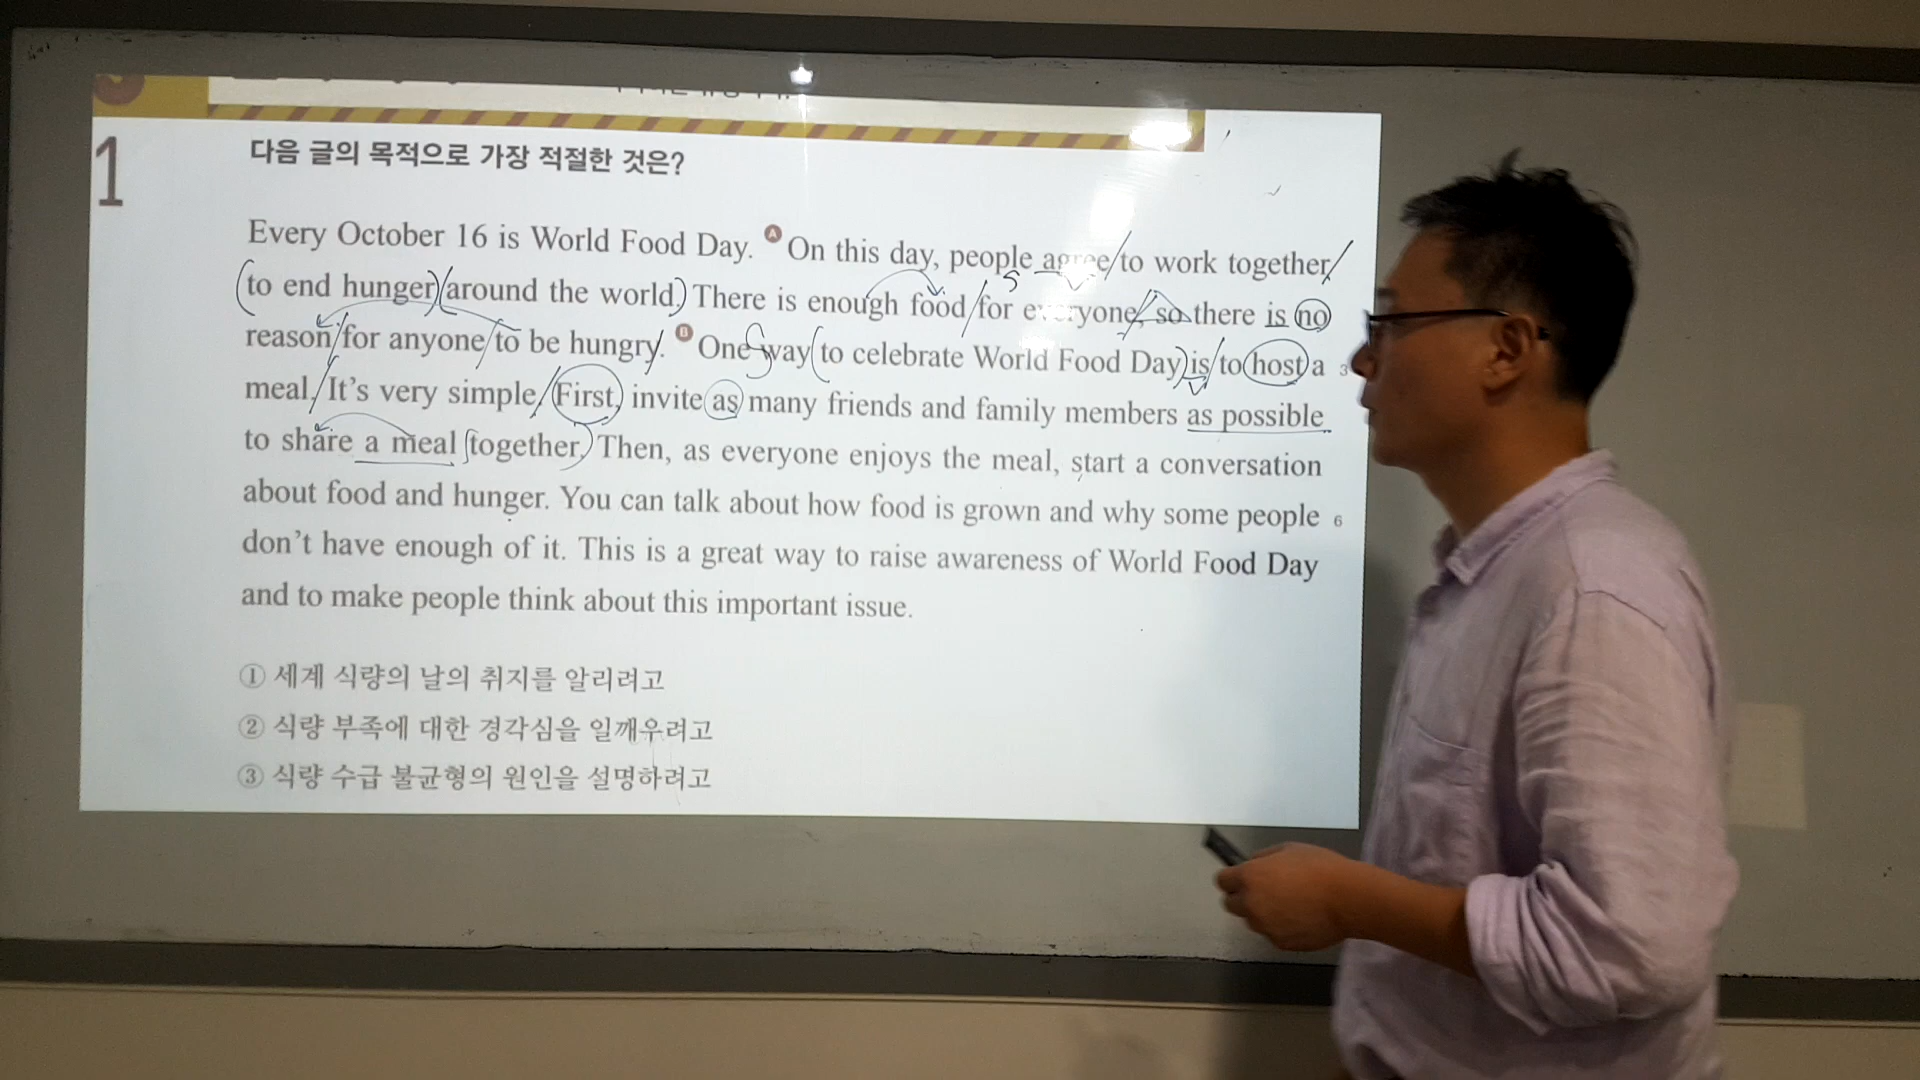 1
다음 글의 목적으로 가장 적절한 것은?
Every October 16 is World Food Day. A On this day, people agree to work together
to end hunger around the world. There is enough food for everyone, so there is no
reason for anyone to be hungry. B One way to celebrate World Food Day is to host a 3
meal. It's very simple. First, invite as many friends and family members as possible
to share a meal together. Then, as everyone enjoys the meal, start a conversation
about food and hunger. You can talk about how food is grown and why some people 6
don't have enough of it. This is a great way to raise awareness of World Food Day
and to make people think about this important issue.
① 세계 식량의 날의 취지를 알리려고
② 식량 부족에 대한 경각심을 일깨우려고
③ 식량 수급 불균형의 원인을 설명하려고